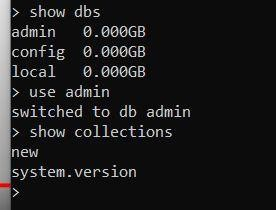 > show dbs
admin   0.000GB
config  0.000GB
local   0.000GB
> use admin
switched to db admin
> show collections
new
system.version
>